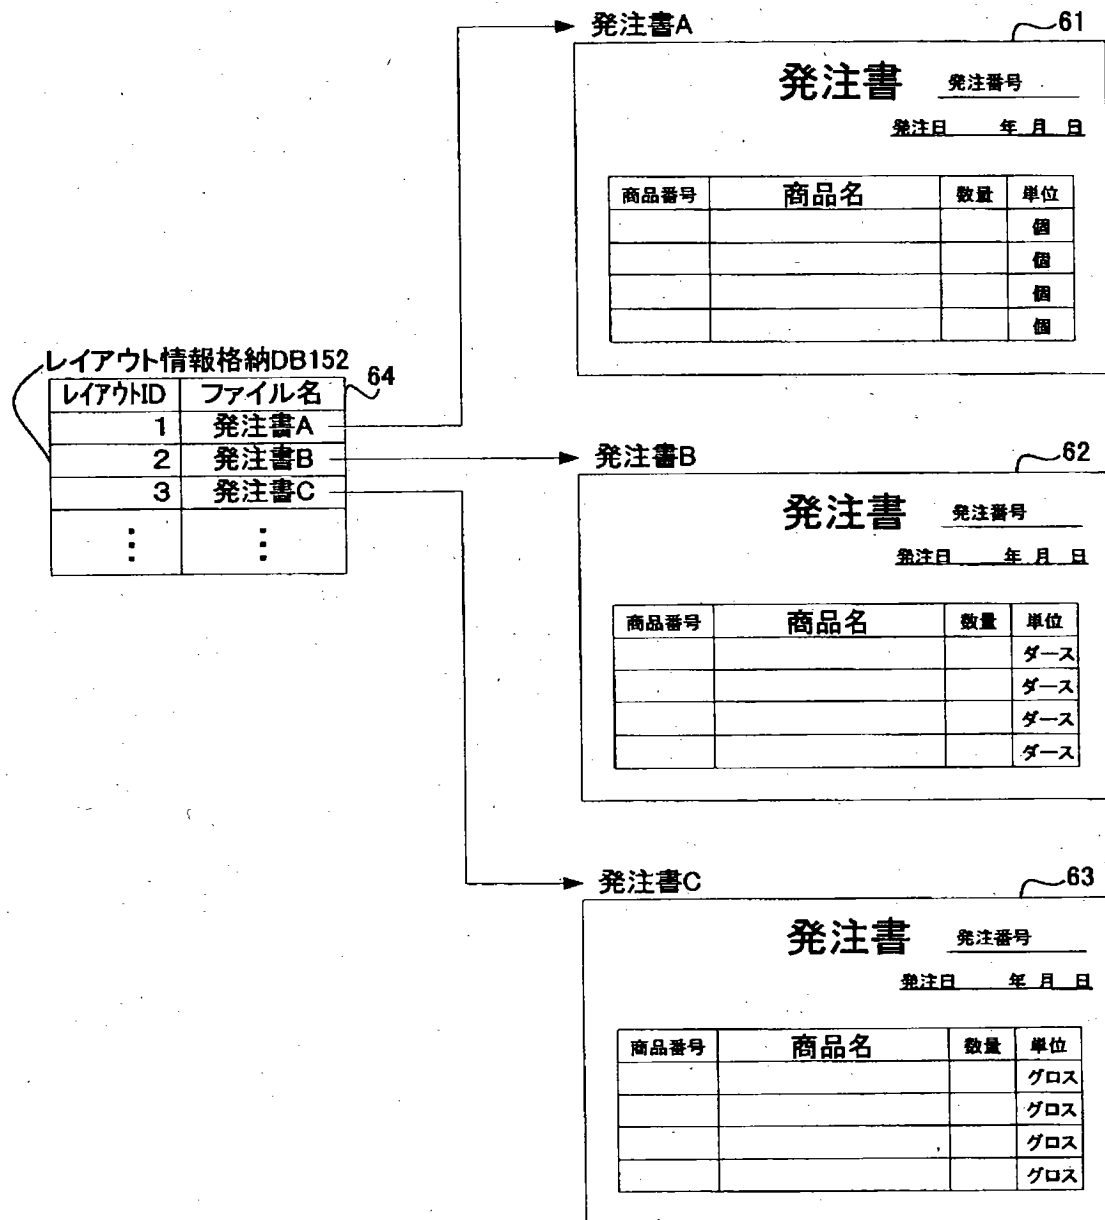 発注書A
61
発注書 発注番号
発注日 年 月 日
商品番号 商品名 数量 単位
個
個
個
個
レイアウト情報格納DB152
64
レイアウトID ファイル名
1 発注書A
2 発注書B
3 発注書C
⋮ ⋮
発注書B
62
発注書 発注番号
発注日 年 月 日
商品番号 商品名 数量 単位
ダース
ダース
ダース
ダース
発注書C
63
発注書 発注番号
発注日 年 月 日
商品番号 商品名 数量 単位
グロス
グロス
グロス
グロス